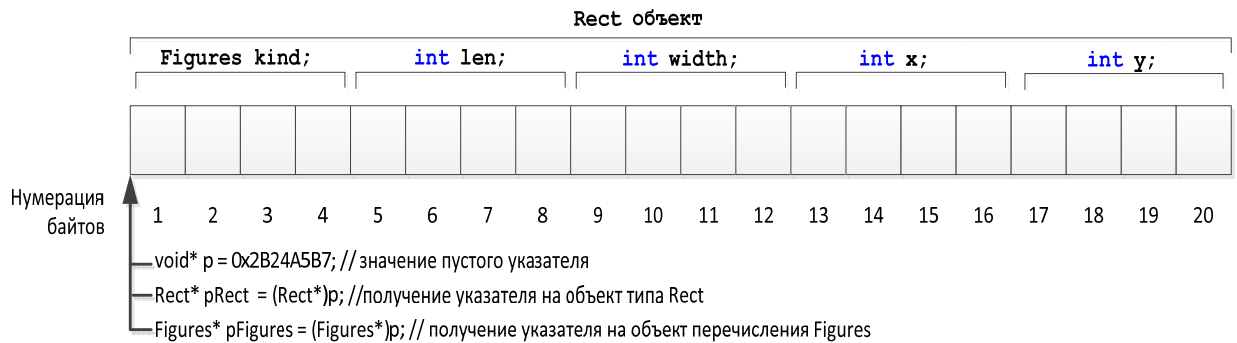 Rect объект
Figures kind; int len; int width; int x; int y;
Нумерация байтов
1 2 3 4 5 6 7 8 9 10 11 12 13 14 15 16 17 18 19 20
void* p = 0x2B24A5B7; // значение пустого указателя
Rect* pRect = (Rect*)p; //получение указателя на объект типа Rect
Figures* pFigures = (Figures*)p; // получение указателя на объект перечисления Figures